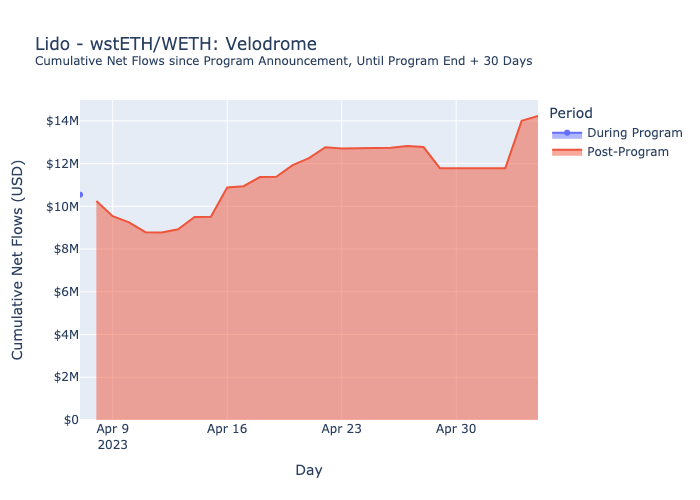 Lido - wstETH/WETH: Velodrome
Cumulative Net Flows since Program Announcement, Until Program End + 30 Days
Period
During Program
Post-Program
Cumulative Net Flows (USD)
$14M
$12M
$10M
$8M
$6M
$4M
$2M
$0
Apr 9
2023
Apr 16
Apr 23
Apr 30
Day